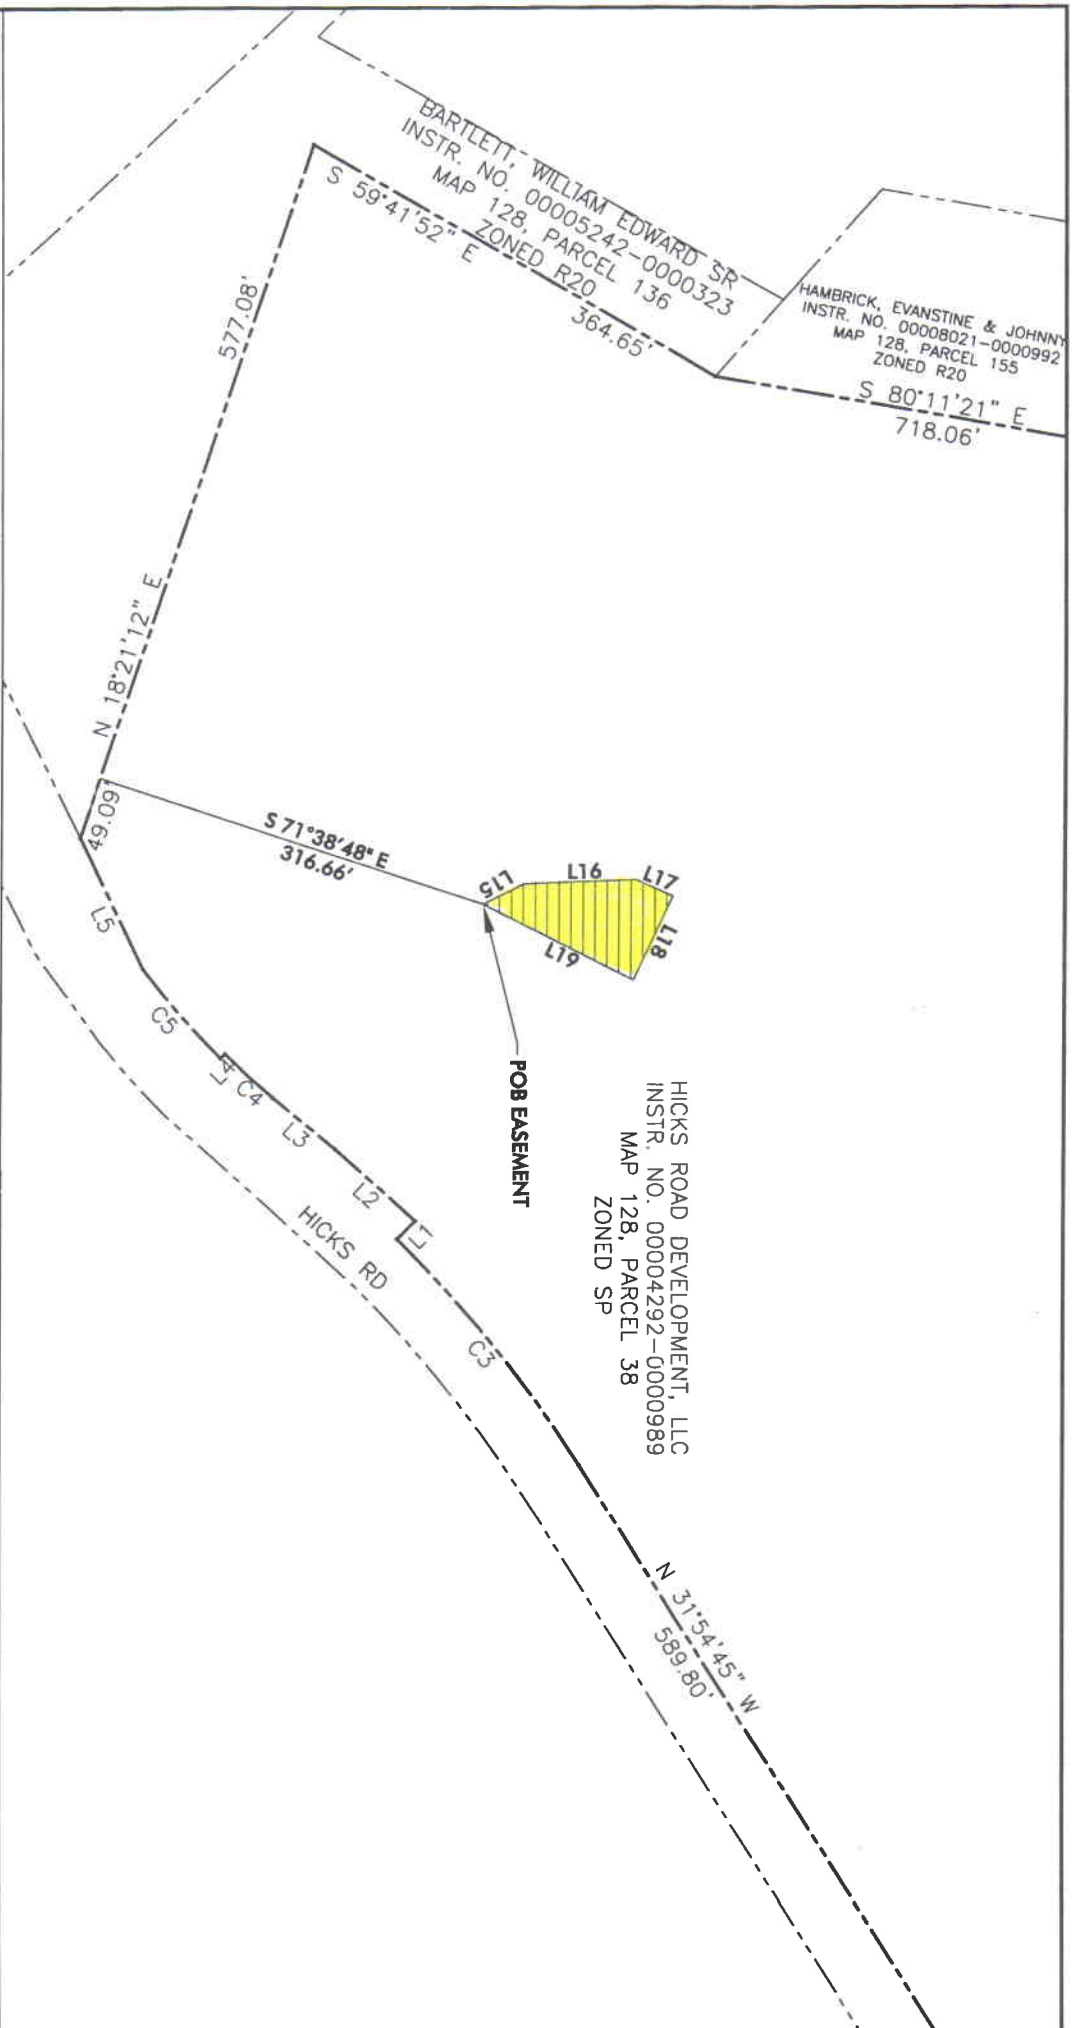 BARTLETT, WILLIAM EDWARD SR
INSTR. NO. 00005242-0000323
MAP 128, PARCEL 136
ZONED R20
S 59°41'52" E
364.65'
HAMBRICK, EVANSTINE & JOHNNY
INSTR. NO. 00008021-0000992
MAP 128, PARCEL 155
ZONED R20
S 80°11'21" E
718.06'
577.08'
N 18°21'12" E
49.09'
S 71°38'48" E
316.66'
L15
L16
L17
L18
L19
POB EASEMENT
HICKS ROAD DEVELOPMENT, LLC
INSTR. NO. 00004292-0000989
MAP 128, PARCEL 38
ZONED SP
L5
C5
L4
C4
L3
L2
L1
HICKS RD
C3
N 31°54'45" W
589.80'